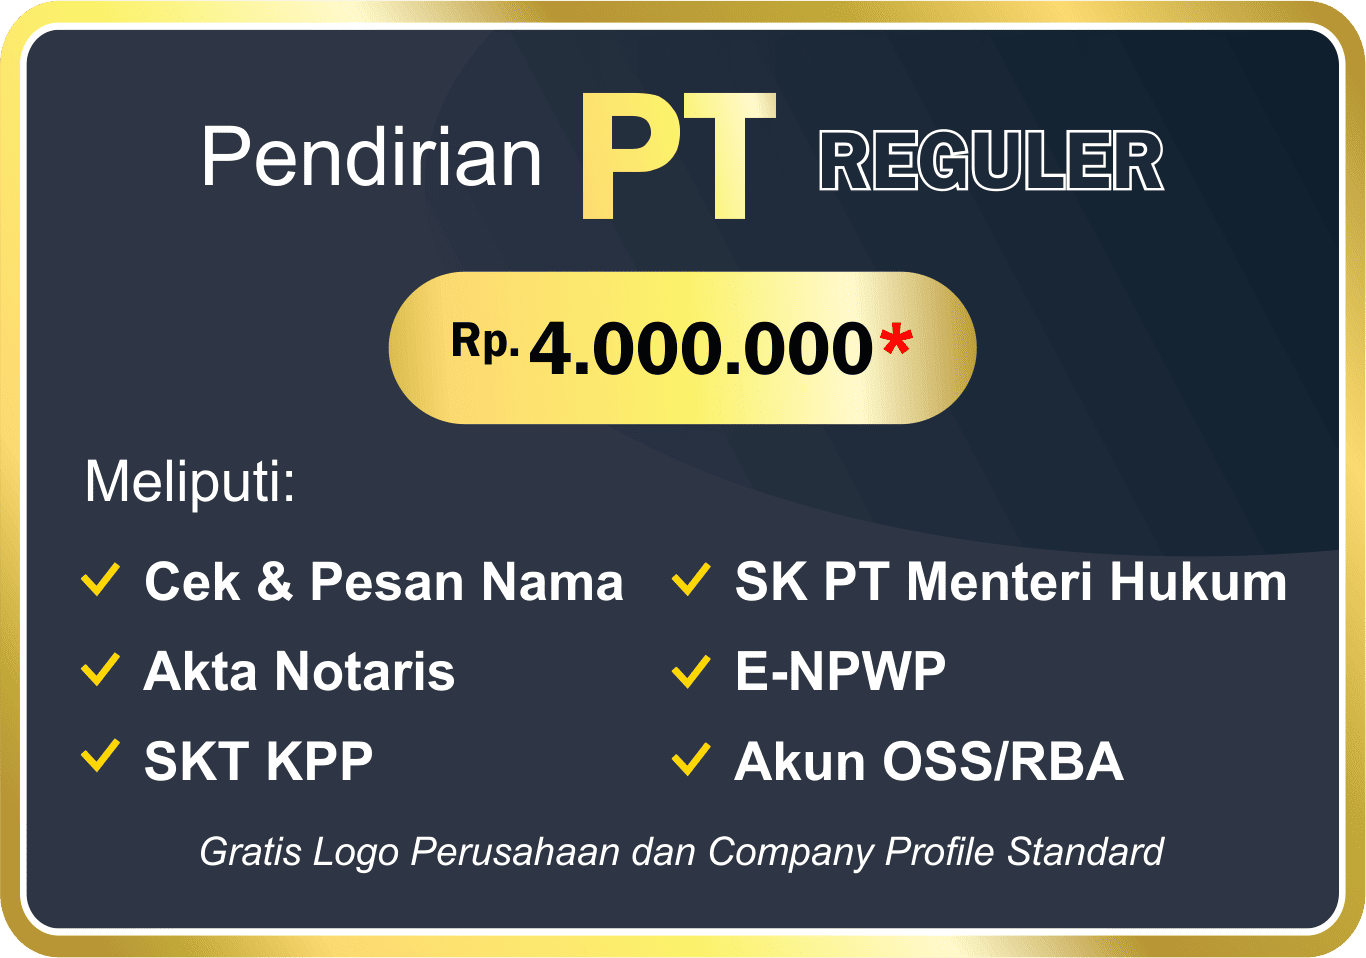 Pendirian PT REGULER
Rp. 4.000.000*
Meliputi:
Cek & Pesan Nama
SK PT Menteri Hukum
Akta Notaris
E-NPWP
SKT KPP
Akun OSS/RBA
Gratis Logo Perusahaan dan Company Profile Standard